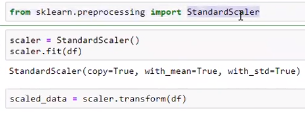 from sklearn.preprocessing import StandardScaler
scaler = StandardScaler()
scaler.fit(df)
StandardScaler(copy=True, with_mean=True, with_std=True)
scaled_data = scaler.transform(df)